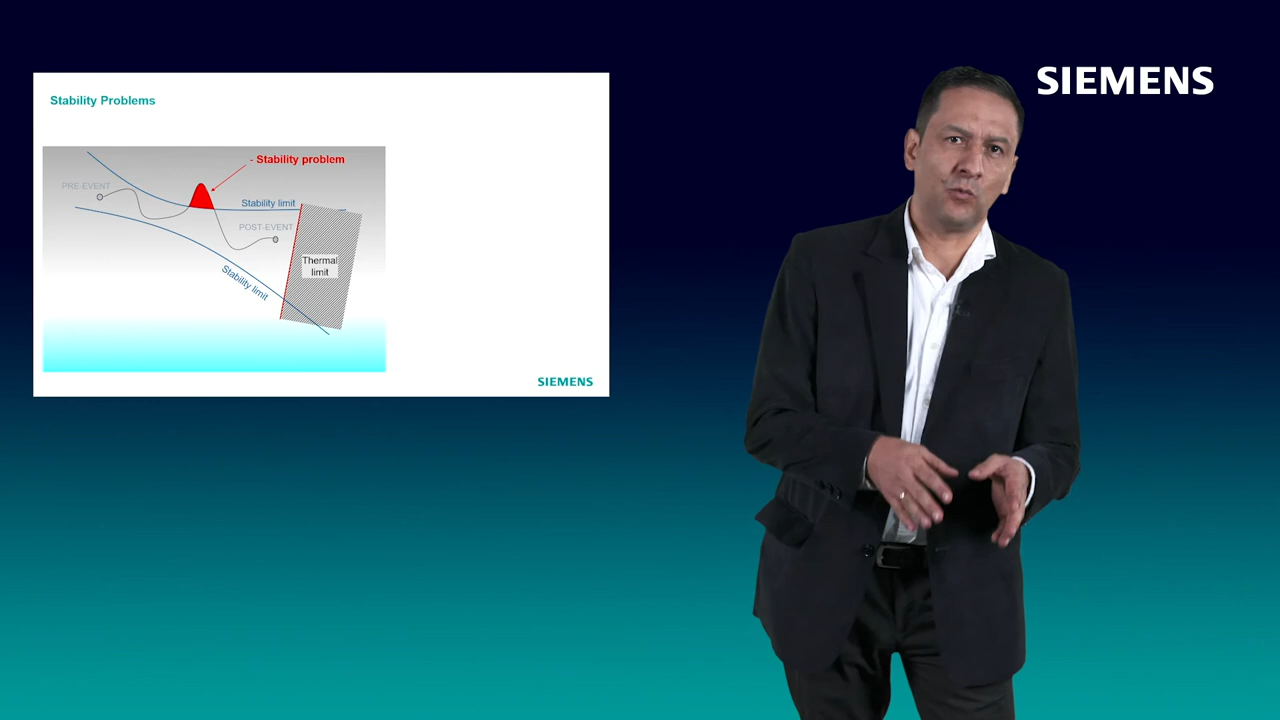 SIEMENS
Stability Problems
- Stability problem
PRE-EVENT
Stability limit
POST-EVENT
Thermal
limit
Stability limit
SIEMENS